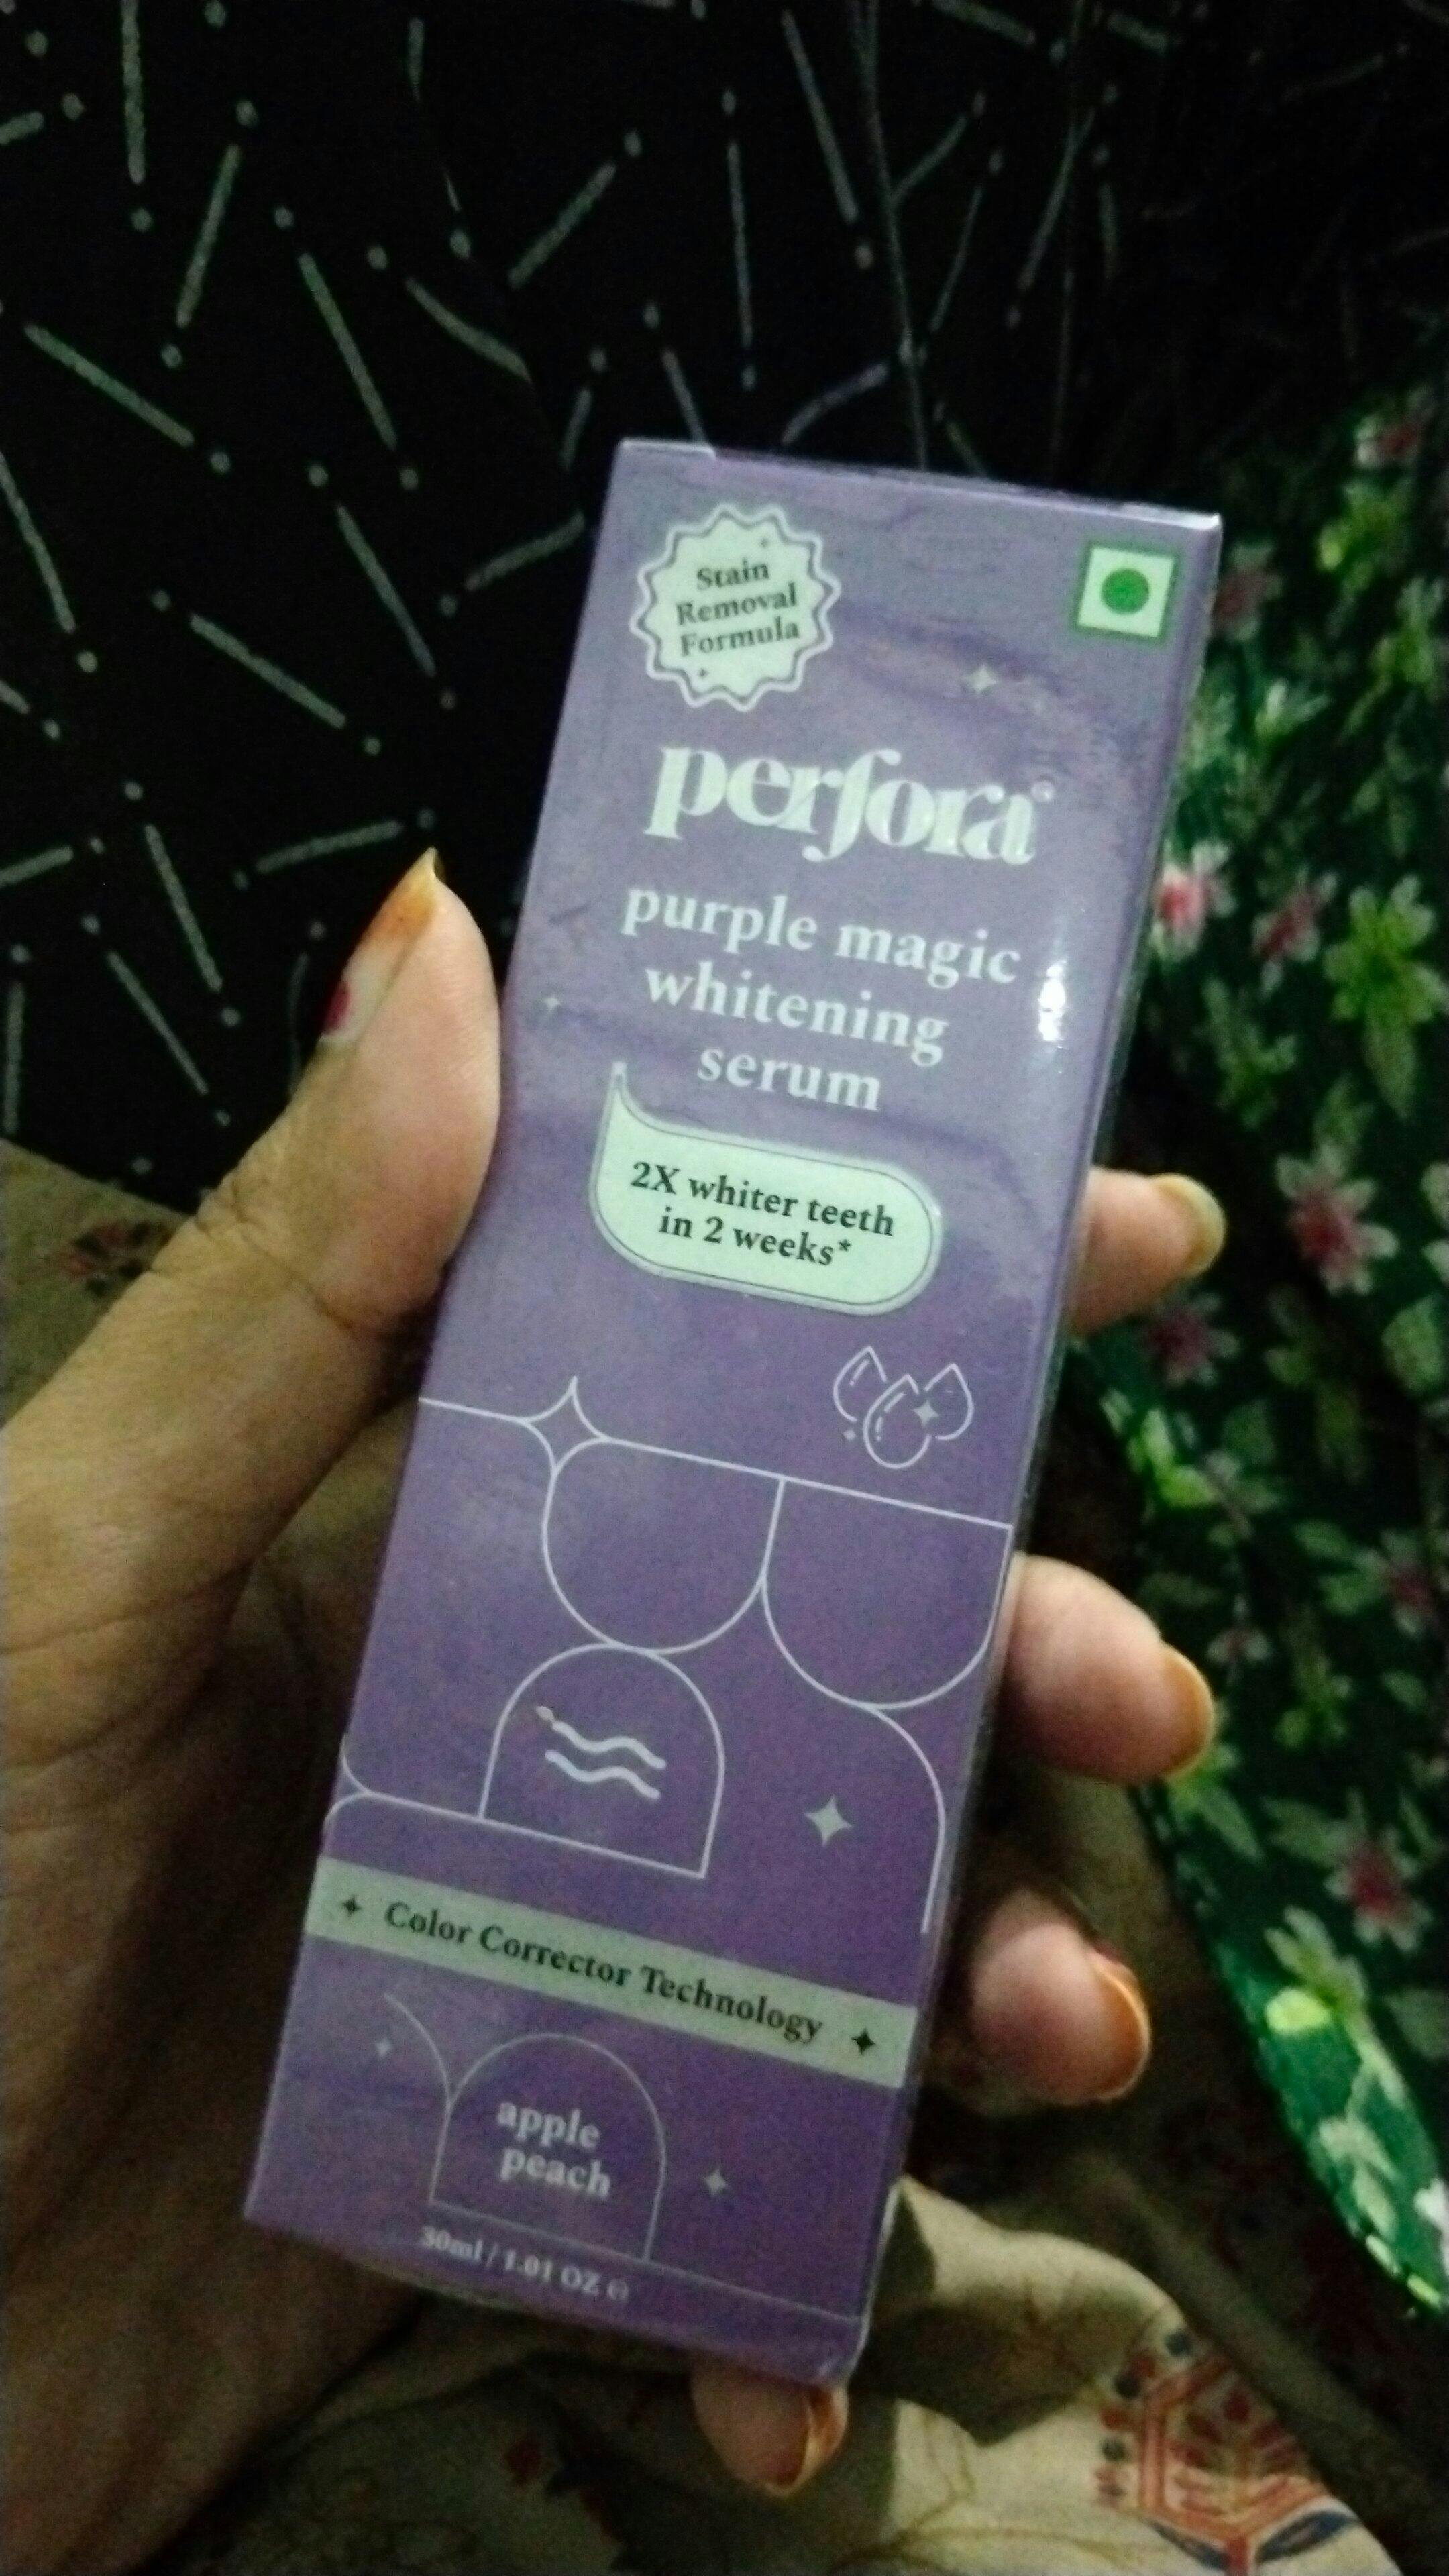 Stain
Removal
Formula
perfora
purple magic
whitening
serum
2X whiter teeth
in 2 weeks*
Color Corrector Technology
apple
peach
30ml / 1.01 OZ ℮